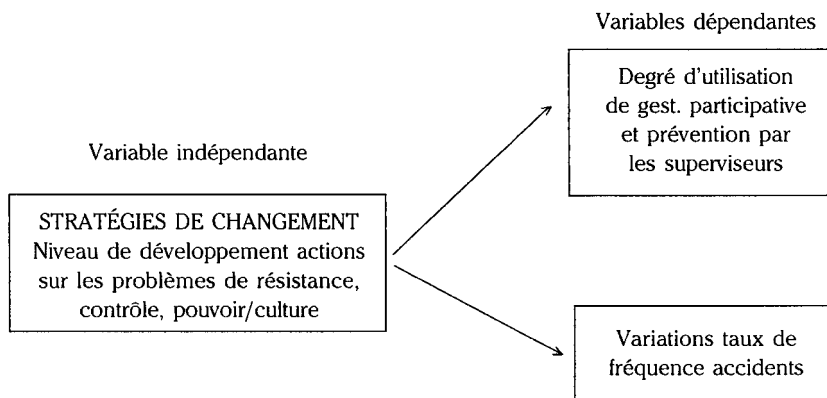 Variables dépendantes
Degré d'utilisation
de gest. participative
et prévention par
les superviseurs
Variable indépendante
STRATÉGIES DE CHANGEMENT
Niveau de développement actions
sur les problèmes de résistance,
contrôle, pouvoir/culture
Variations taux de
fréquence accidents